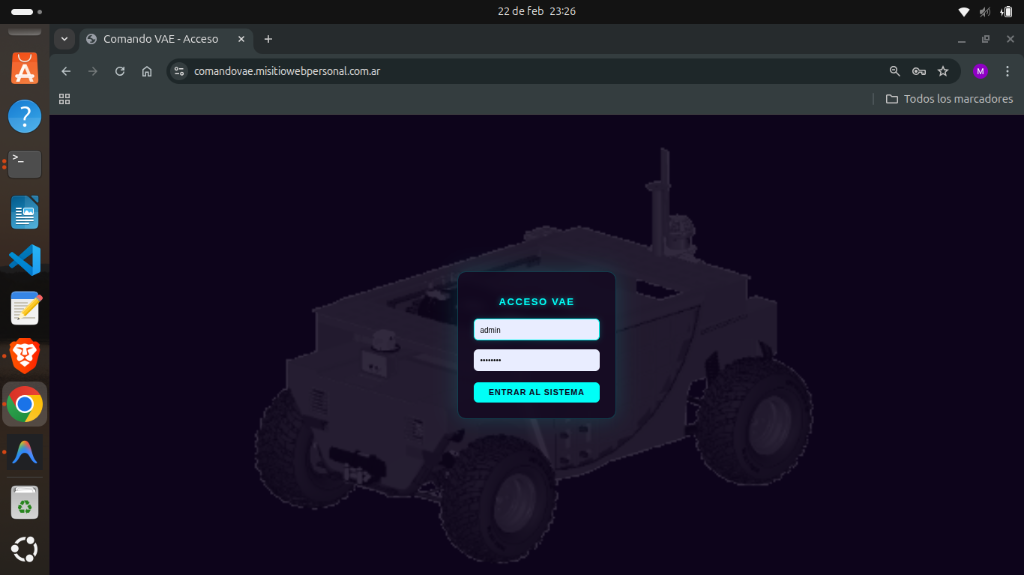 22 de feb 23:26
Comando VAE - Acceso
comandovae.misitiowebpersonal.com.ar
M
Todos los marcadores
ACCESO VAE
admin
••••••••
ENTRAR AL SISTEMA